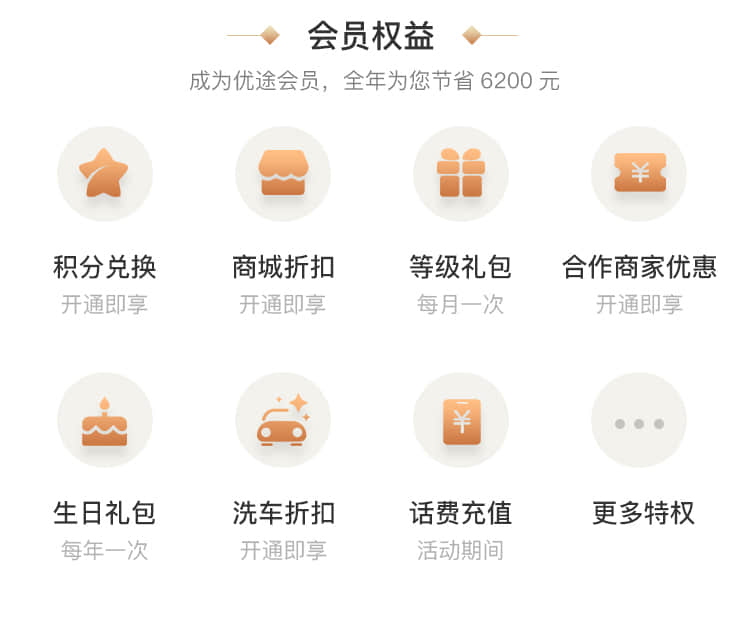 会员权益
成为优途会员，全年为您节省 6200 元
积分兑换 商城折扣 等级礼包 合作商家优惠
开通即享 开通即享 每月一次 开通即享
¥
¥
生日礼包 洗车折扣 话费充值 更多特权
每年一次 开通即享 活动期间